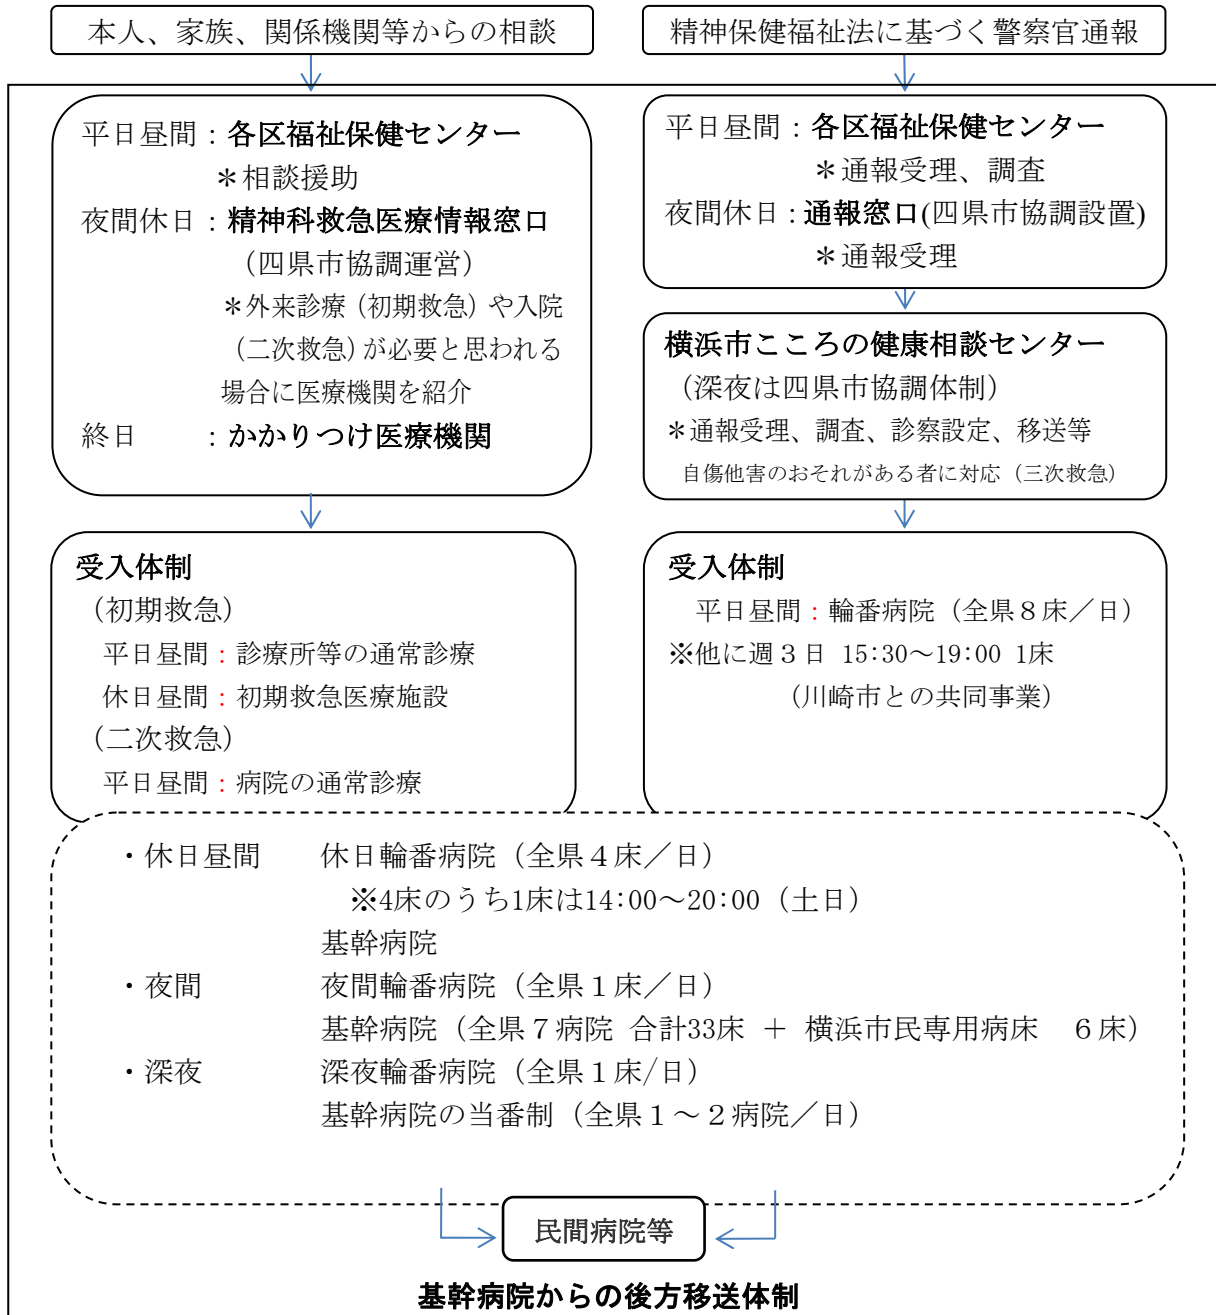 本人、家族、関係機関等からの相談
平日昼間：各区福祉保健センター
＊相談援助
夜間休日：精神科救急医療情報窓口
（四県市協調運営）
＊外来診療（初期救急）や入院
（二次救急）が必要と思われる
場合に医療機関を紹介
終日　　：かかりつけ医療機関
受入体制
（初期救急）
平日昼間：診療所等の通常診療
休日昼間：初期救急医療施設
（二次救急）
平日昼間：病院の通常診療
精神保健福祉法に基づく警察官通報
平日昼間：各区福祉保健センター
＊通報受理、調査
夜間休日：通報窓口(四県市協調設置)
＊通報受理
横浜市こころの健康相談センター
（深夜は四県市協調体制）
＊通報受理、調査、診察設定、移送等
自傷他害のおそれがある者に対応（三次救急）
受入体制
平日昼間：輪番病院（全県８床／日）
※他に週３日 15:30～19:00 1床
（川崎市との共同事業）
・休日昼間　　休日輪番病院（全県４床／日）
※4床のうち1床は14:00～20:00（土日）
基幹病院
・夜間　　　　夜間輪番病院（全県１床／日）
基幹病院（全県７病院 合計33床 ＋ 横浜市民専用病床　６床）
・深夜　　　　深夜輪番病院（全県１床/日）
基幹病院の当番制（全県１～２病院／日）
民間病院等
基幹病院からの後方移送体制